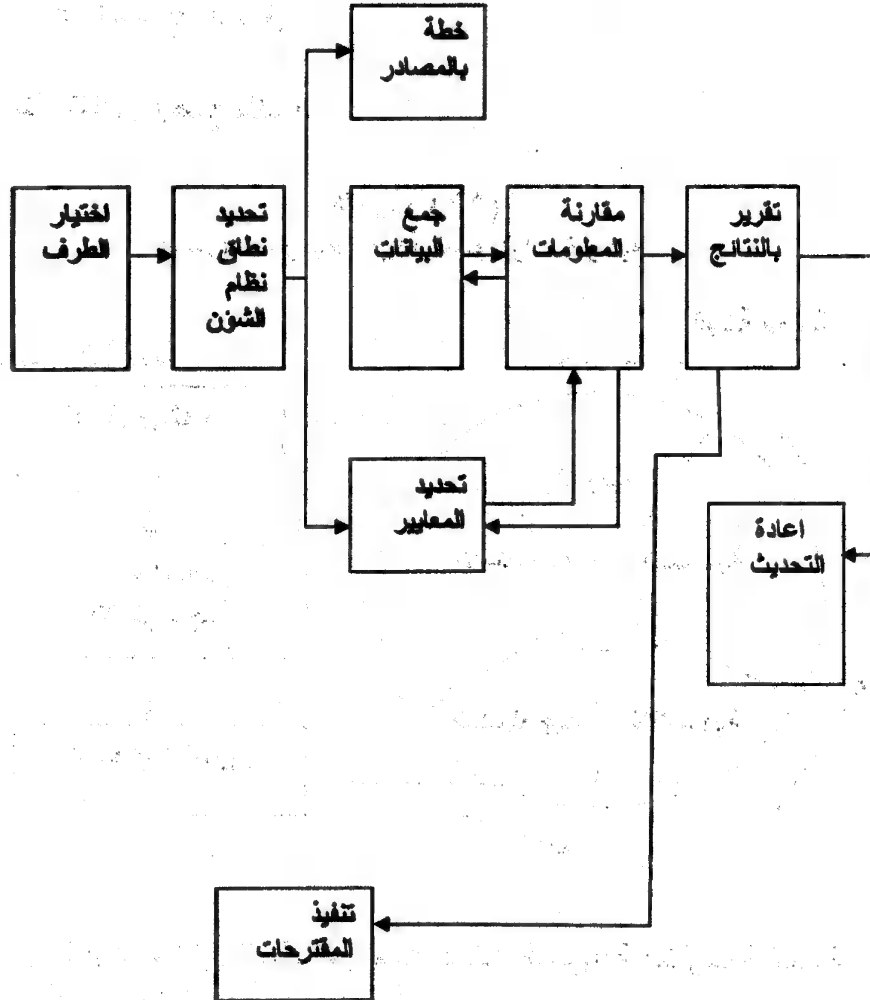 خطة
بالمصادر
اختيار
الطرف
تحديد
نطاق
نظام
الشؤن
جمع
البيانات
مقارنة
المعلومات
تقرير
بالنتائج
تحديد
المعايير
اعادة
التحديث
تنفيذ
المقترحات